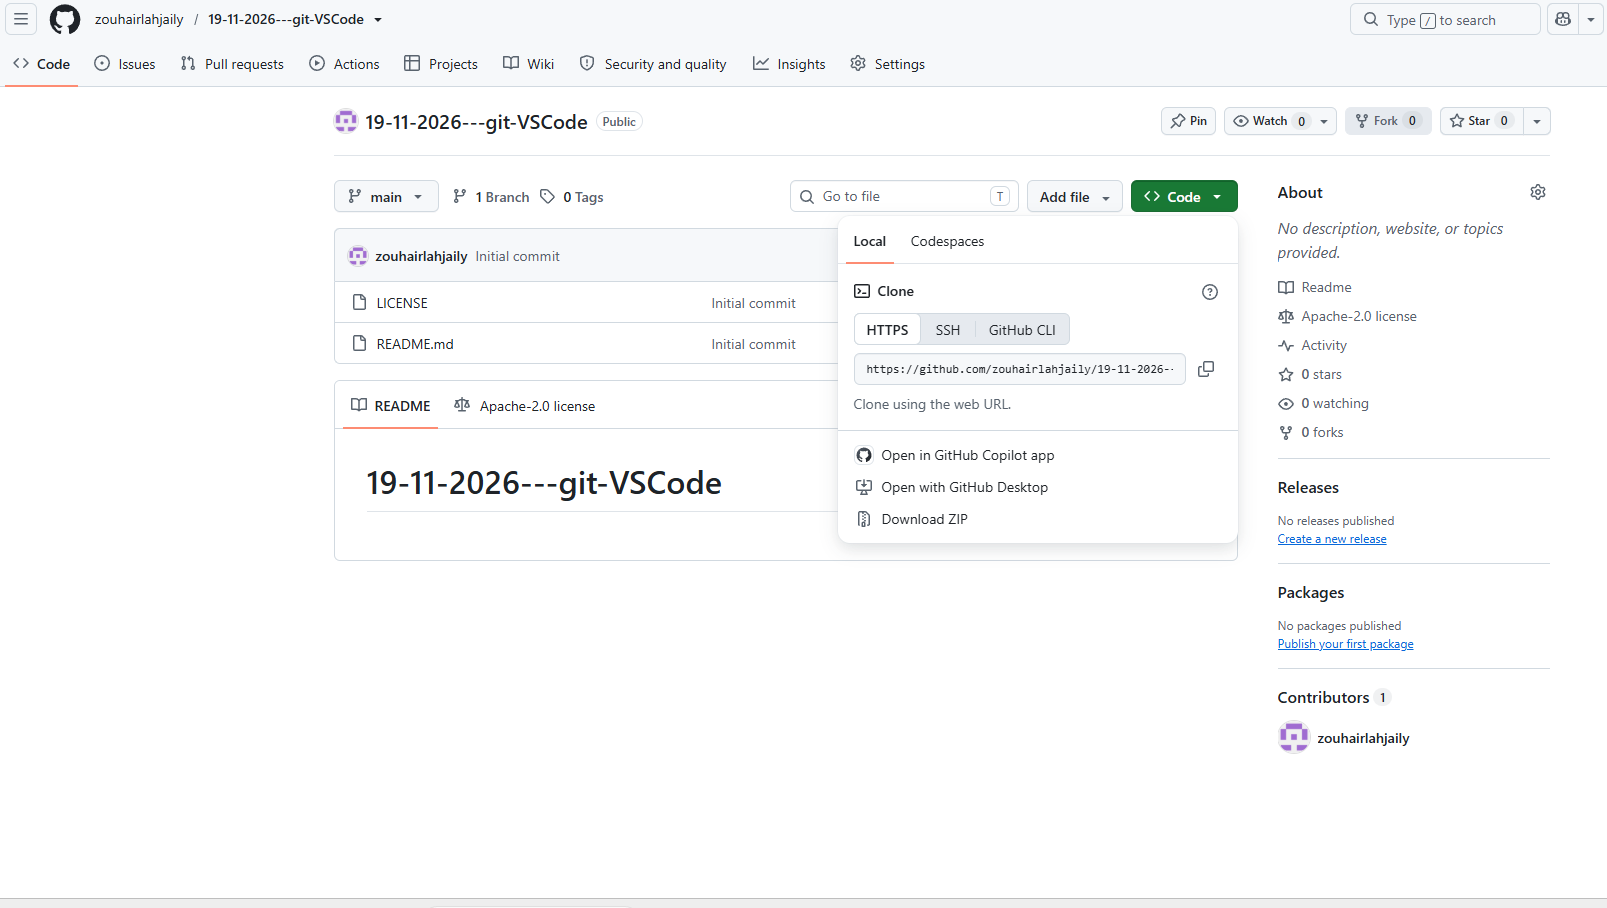 zouhairlahjaily / 19-11-2026---git-VSCode
Type / to search
Code Issues Pull requests Actions Projects Wiki Security and quality Insights Settings
19-11-2026---git-VSCode Public
Pin Watch 0 Fork 0 Star 0
main 1 Branch 0 Tags
Go to file T Add file Code
zouhairlahjaily Initial commit
LICENSE Initial commit
README.md Initial commit
README Apache-2.0 license
19-11-2026---git-VSCode
Local Codespaces
Clone
HTTPS SSH GitHub CLI
https://github.com/zouhairlahjaily/19-11-2026-
Clone using the web URL.
Open in GitHub Copilot app
Open with GitHub Desktop
Download ZIP
About
No description, website, or topics
provided.
Readme
Apache-2.0 license
Activity
0 stars
0 watching
0 forks
Releases
No releases published
Create a new release
Packages
No packages published
Publish your first package
Contributors 1
zouhairlahjaily